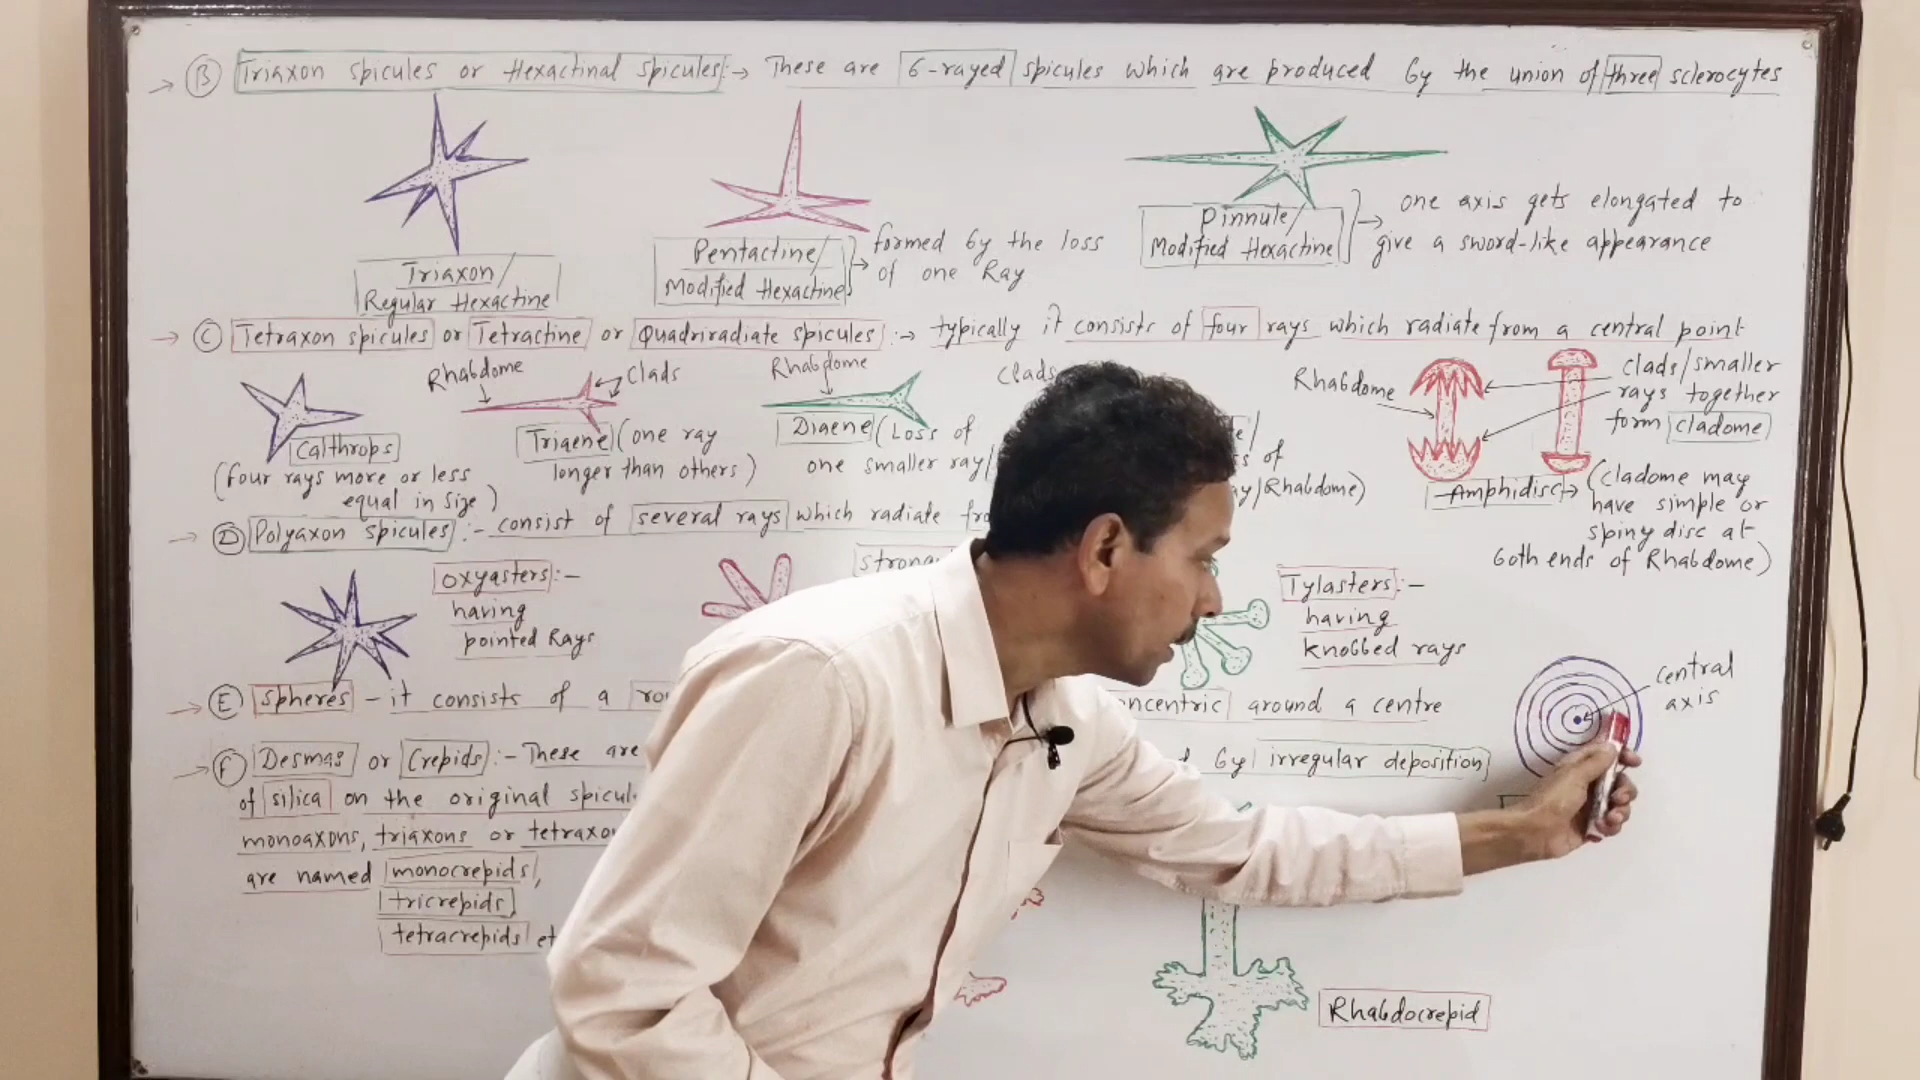 → (B) Triaxon spicules or Hexactinal spicules :→ These are 6-rayed spicules which are produced by the union of three sclerocytes
Triaxon/
Regular Hexactine
Pentactine/
Modified Hexactine
→ formed by the loss
of one Ray
Pinnule/
Modified Hexactine
→ one axis gets elongated to
give a sword-like appearance
→ (C) Tetraxon spicules or Tetractine or Quadriradiate spicules :→ typically it consists of four rays which radiate from a central point
Calthrops
(four rays more or less
equal in size)
Rhabdome
Clads
Triaene (one ray
longer than others)
Rhabdome
Clads
Diaene (Loss of
one smaller ray/
of
/Rhabdome)
Rhabdome
clads/smaller
rays together
form cladome
Amphidisc → (cladome may
have simple or
spiny disc at
both ends of Rhabdome)
→ (D) Polyaxon spicules :- consist of several rays which radiate
oxyasters :-
having
pointed Rays
Tylasters :-
having
knobbed rays
→ (E) Spheres - it consists of a
around a centre
central
axis
→ (F) Desmas or Crepids :- These are
by irregular deposition
of silica on the original
monoaxons, triaxons or
are named monocrepids,
tricrepids
tetracrepids
Rhabdocrepid